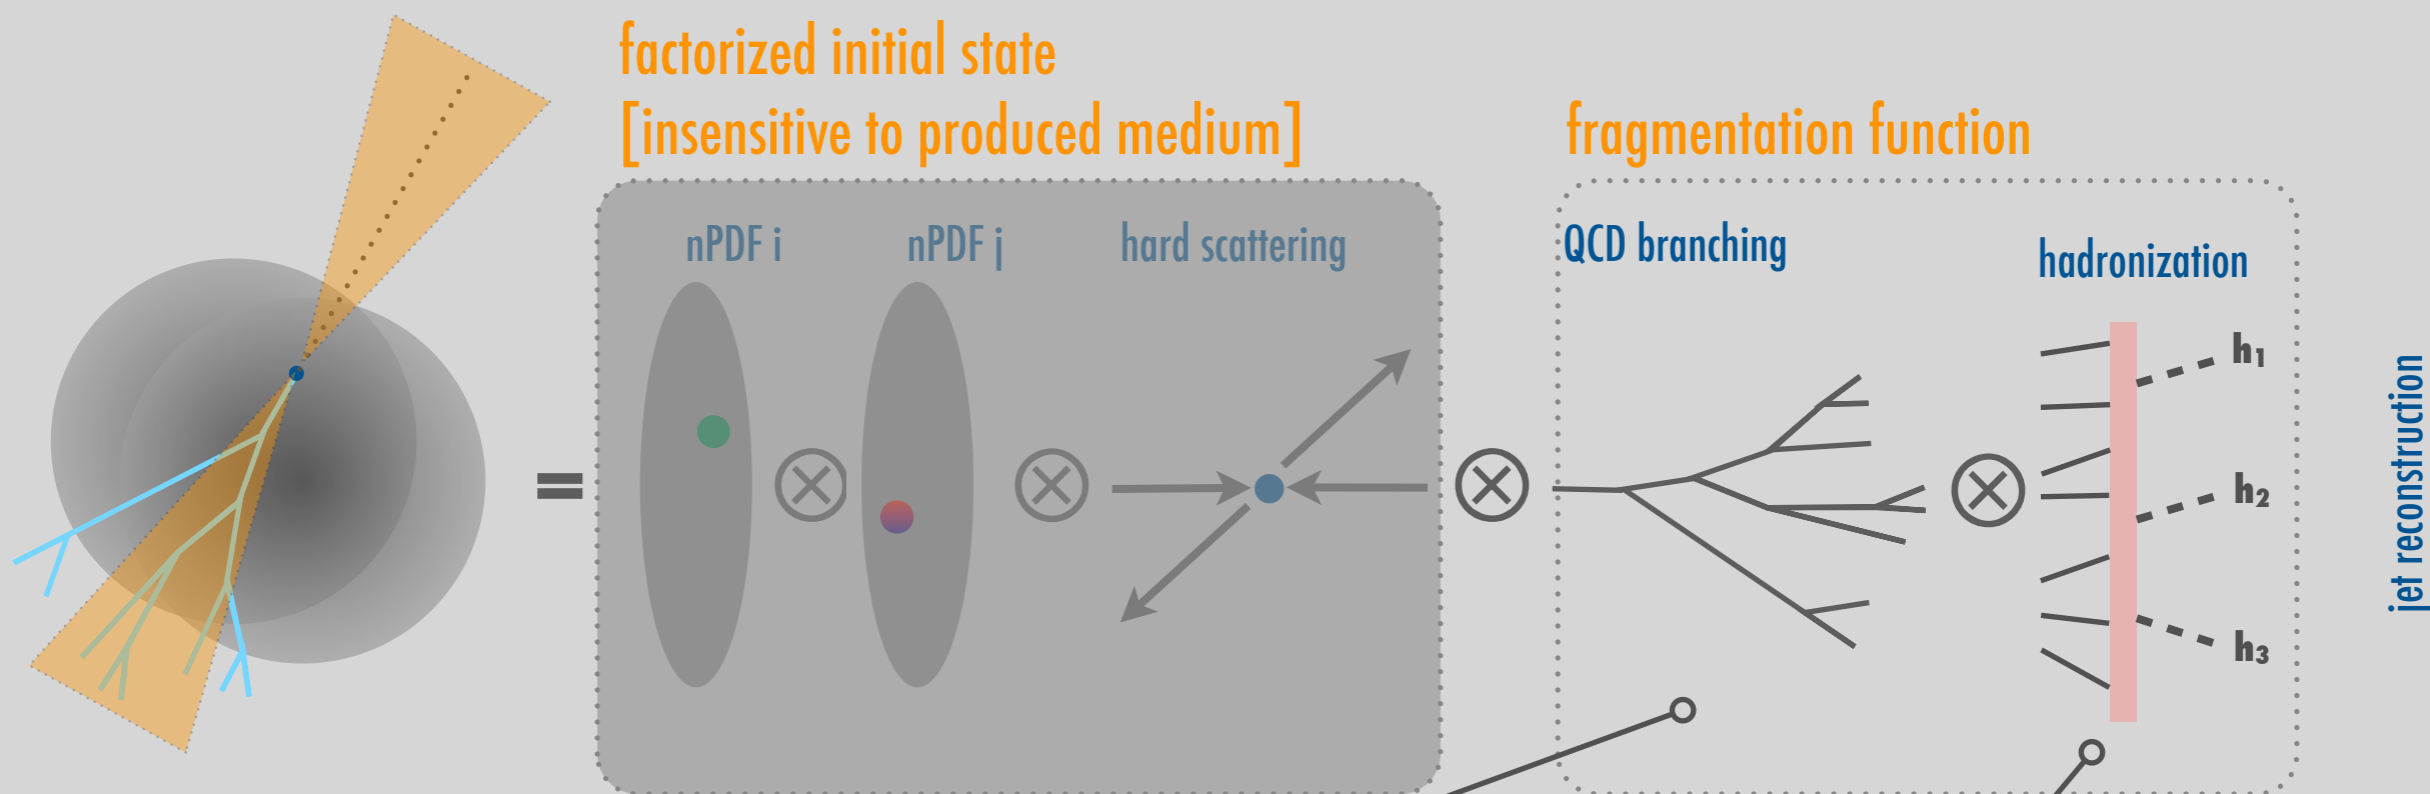 factorized initial state
[insensitive to produced medium]
fragmentation function
nPDF i
nPDF j
hard scattering
QCD branching
hadronization
h₁
h₂
h₃
=
jet reconstruction